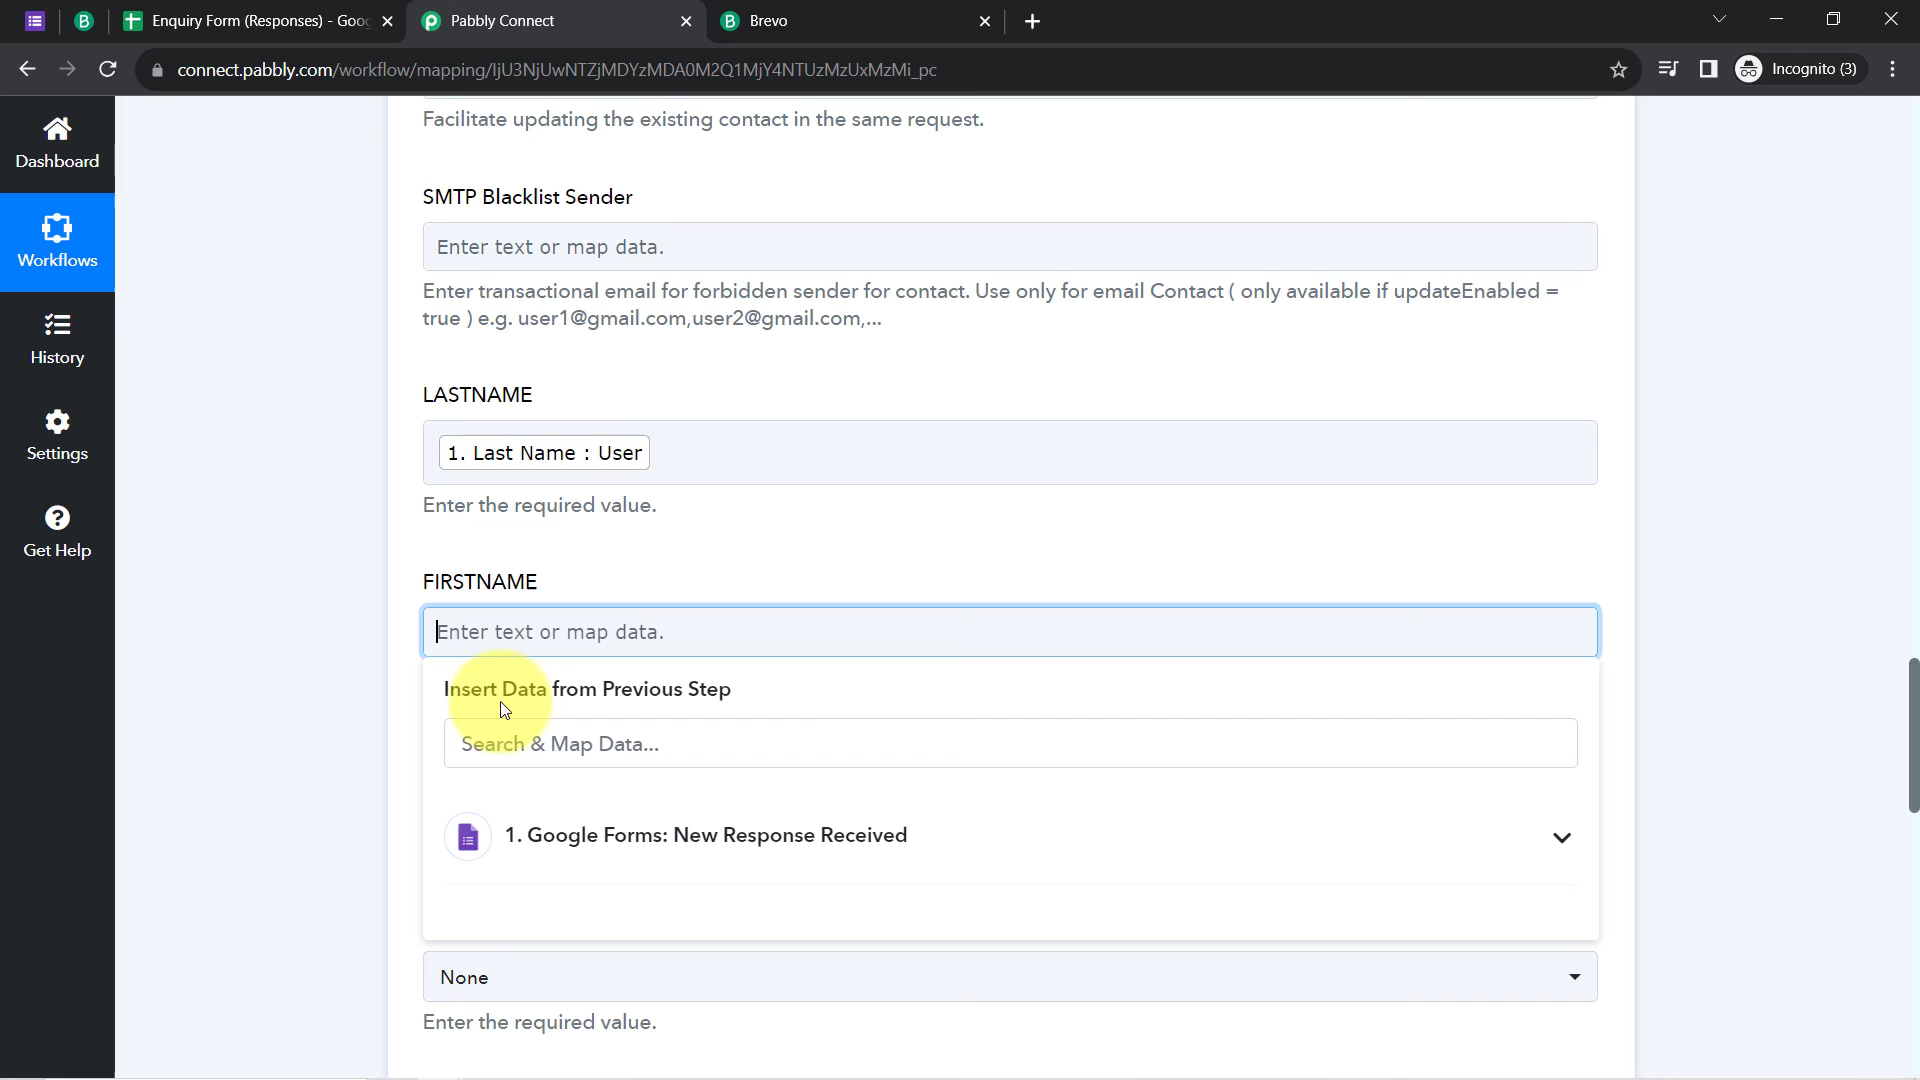 Enquiry Form (Responses) - Goog
Pabbly Connect
Brevo
connect.pabbly.com/workflow/mapping/IjU3NjUwNTZjMDYzMDA0M2Q1MjY4NTUzMzUxMzMi_pc
Incognito (3)
Dashboard
Workflows
History
Settings
Get Help
Facilitate updating the existing contact in the same request.
SMTP Blacklist Sender
Enter text or map data.
Enter transactional email for forbidden sender for contact. Use only for email Contact ( only available if updateEnabled =
true ) e.g. user1@gmail.com,user2@gmail.com,...
LASTNAME
1. Last Name : User
Enter the required value.
FIRSTNAME
Enter text or map data.
Insert Data from Previous Step
Search & Map Data...
1. Google Forms: New Response Received
None
Enter the required value.